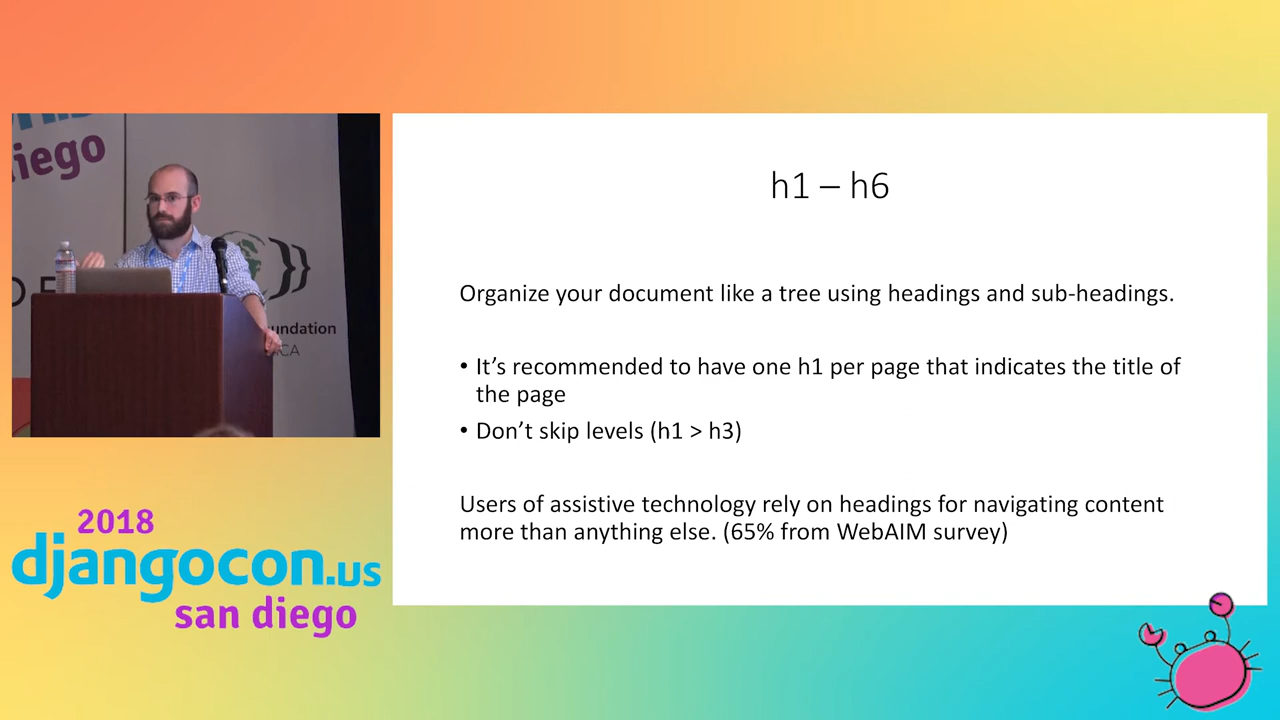 diego
undation
CA
2018
djangocon.us
san diego
h1 – h6
Organize your document like a tree using headings and sub-headings.
• It’s recommended to have one h1 per page that indicates the title of
the page
• Don’t skip levels (h1 > h3)
Users of assistive technology rely on headings for navigating content
more than anything else. (65% from WebAIM survey)